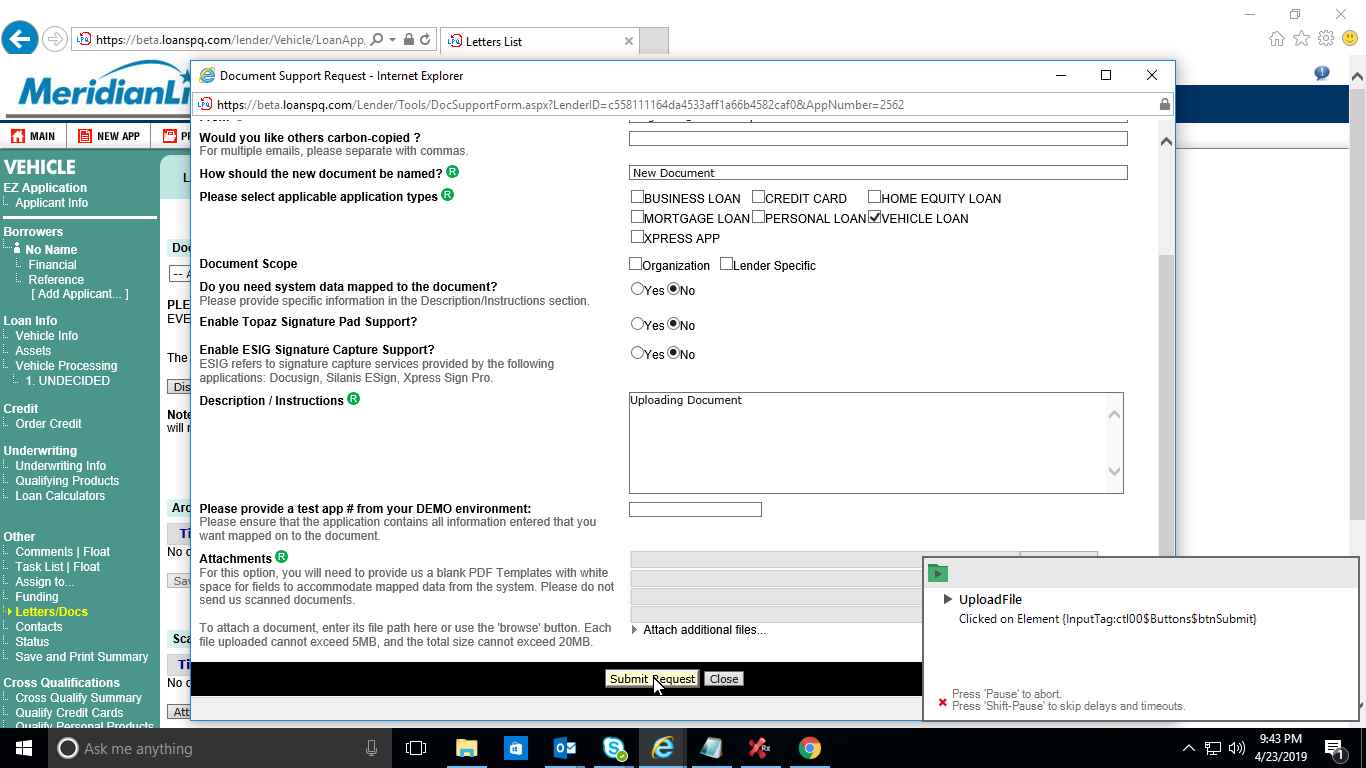 https://beta.loanspq.com/lender/Vehicle/LoanApp
Letters List
Document Support Request - Internet Explorer
https://beta.loanspq.com/Lender/Tools/DocSupportForm.aspx?LenderID=c558111164da4533aff1a66b4582caf0&AppNumber=2562
MeridianLi
MAIN
NEW APP
VEHICLE
EZ Application
Applicant Info
Borrowers
No Name
Financial
Reference
[ Add Applicant... ]
Loan Info
Vehicle Info
Assets
Vehicle Processing
1. UNDECIDED
Credit
Order Credit
Underwriting
Underwriting Info
Qualifying Products
Loan Calculators
Other
Comments | Float
Task List | Float
Assign to...
Funding
Letters/Docs
Contacts
Status
Save and Print Summary
Cross Qualifications
Cross Qualify Summary
Qualify Credit Cards
Qualify Personal Products
Would you like others carbon-copied ?
For multiple emails, please separate with commas.
How should the new document be named? R
New Document
Please select applicable application types R
BUSINESS LOAN CREDIT CARD HOME EQUITY LOAN
MORTGAGE LOAN PERSONAL LOAN VEHICLE LOAN
XPRESS APP
Document Scope
Organization Lender Specific
Do you need system data mapped to the document?
Yes No
Please provide specific information in the Description/Instructions section.
Enable Topaz Signature Pad Support?
Yes No
Enable ESIG Signature Capture Support?
Yes No
ESIG refers to signature capture services provided by the following
applications: Docusign, Silanis ESign, Xpress Sign Pro.
Description / Instructions R
Uploading Document
Please provide a test app # from your DEMO environment:
Please ensure that the application contains all information entered that you
want mapped on to the document.
Attachments R
For this option, you will need to provide us a blank PDF Templates with white
space for fields to accommodate mapped data from the system. Please do not
send us scanned documents.
To attach a document, enter its file path here or use the 'browse' button. Each
file uploaded cannot exceed 5MB, and the total size cannot exceed 20MB.
Attach additional files...
Submit Request
Close
UploadFile
Clicked on Element {InputTag:ctl00$Buttons$btnSubmit}
Press 'Pause' to abort.
Press 'Shift-Pause' to skip delays and timeouts.
Ask me anything
9:43 PM
4/23/2019
1